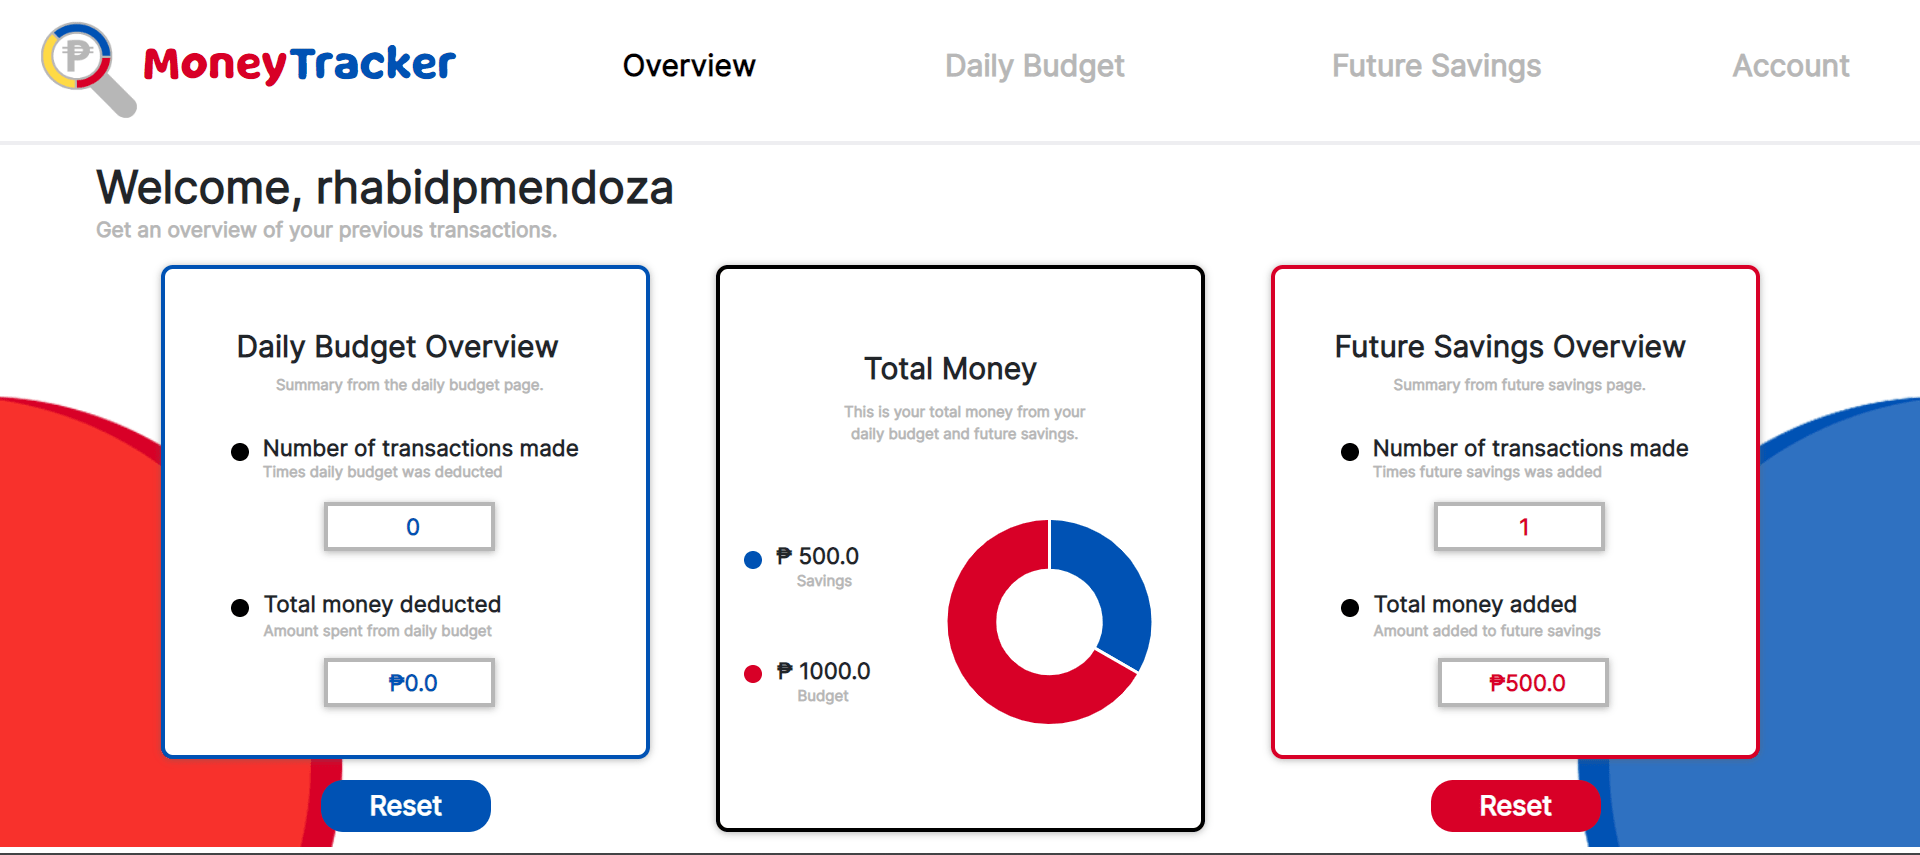 ₱ MoneyTracker
Overview
Daily Budget
Future Savings
Account
Welcome, rhabidpmendoza
Get an overview of your previous transactions.
Daily Budget Overview
Summary from the daily budget page.
Number of transactions made
Times daily budget was deducted
0
Total money deducted
Amount spent from daily budget
₱0.0
Reset
Total Money
This is your total money from your
daily budget and future savings.
₱ 500.0
Savings
₱ 1000.0
Budget
Future Savings Overview
Summary from future savings page.
Number of transactions made
Times future savings was added
1
Total money added
Amount added to future savings
₱500.0
Reset